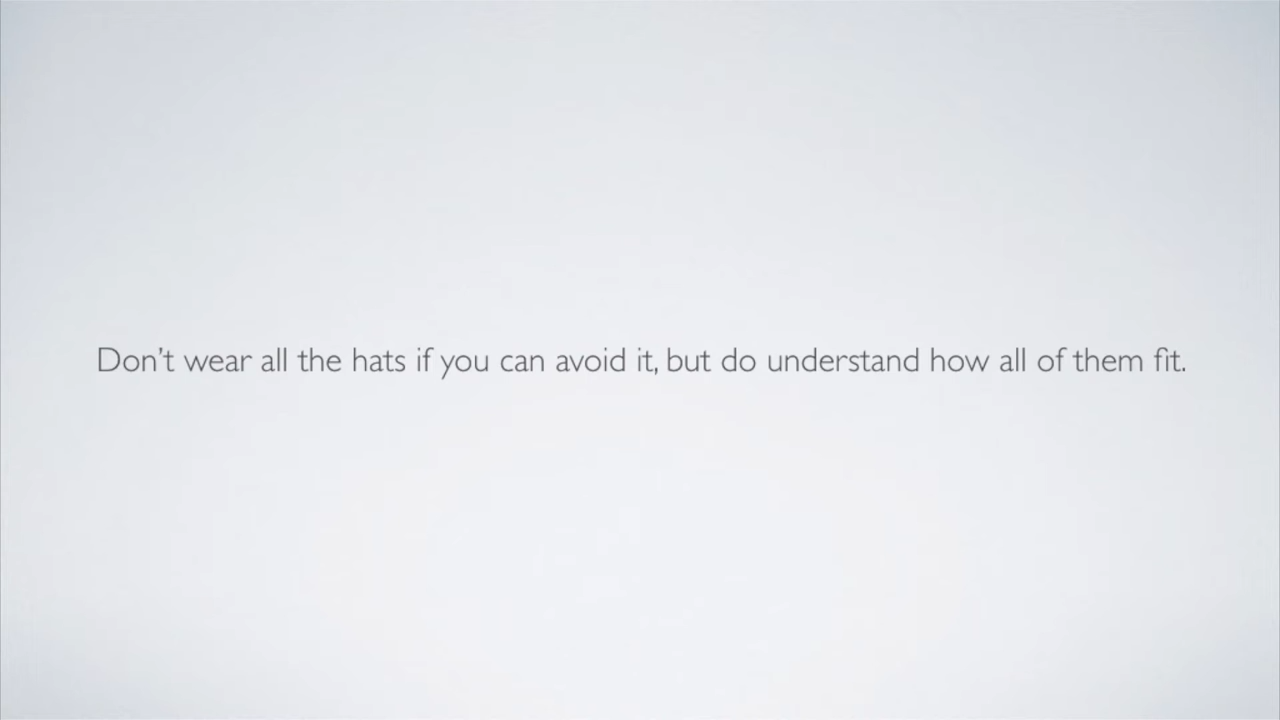 Don’t wear all the hats if you can avoid it, but do understand how all of them fit.